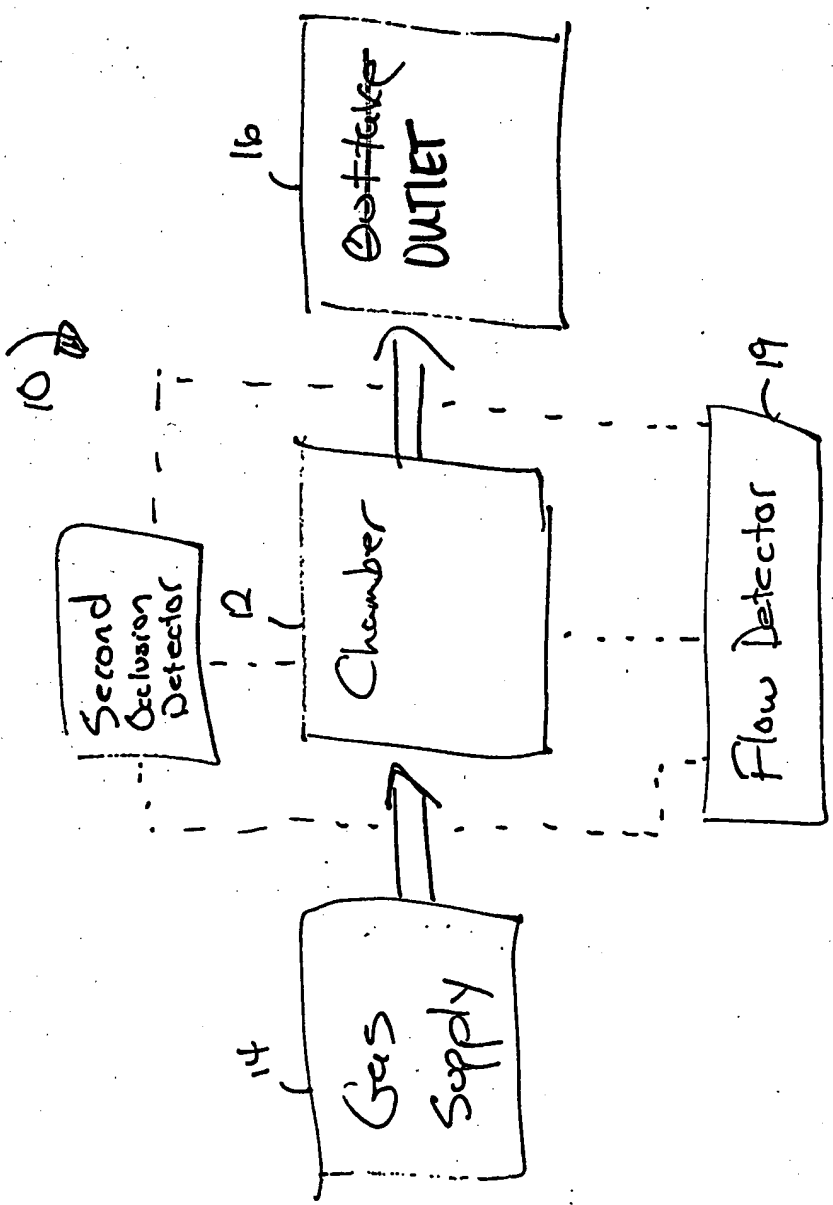 10
Second
Occlusion
Detector
14
Gas
Supply
12
Chamber
16
Outtake
OUTLET
Flow Detector
19